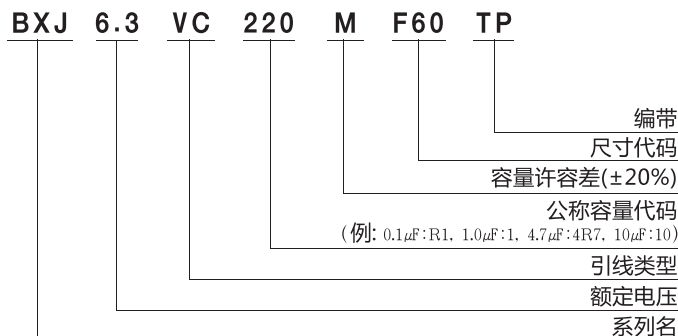 BXJ 6.3 VC 220 M F60 TP
编带
尺寸代码
容量许容差(±20%)
公称容量代码
(例: 0.1μF:R1, 1.0μF:1, 4.7μF:4R7, 10μF:10)
引线类型
额定电压
系列名